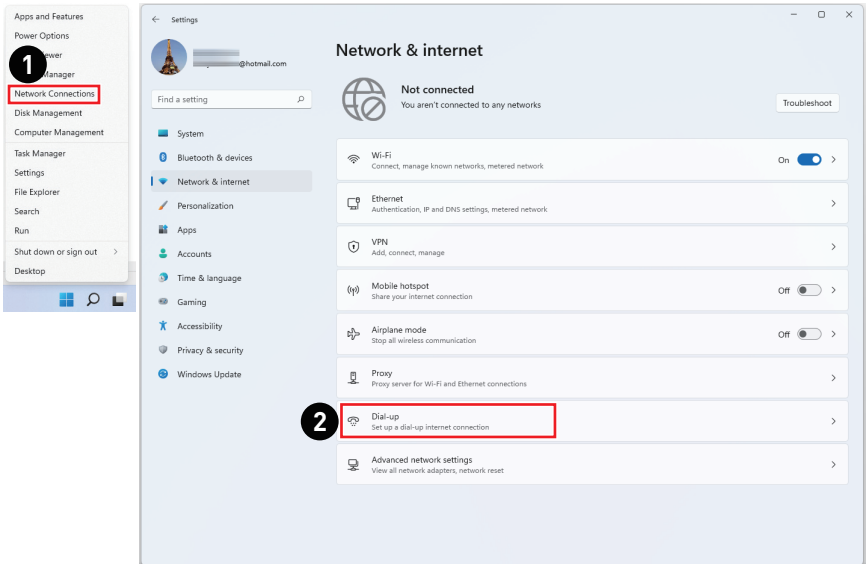 Apps and Features
Power Options
ewer
1
Manager
Network Connections
Disk Management
Computer Management
Task Manager
Settings
File Explorer
Search
Run
Shut down or sign out
Desktop
Settings
@hotmail.com
Find a setting
System
Bluetooth & devices
Network & internet
Personalization
Apps
Accounts
Time & language
Gaming
Accessibility
Privacy & security
Windows Update
Network & internet
Not connected
You aren't connected to any networks
Troubleshoot
Wi-Fi
Connect, manage known networks, metered network
On
Ethernet
Authentication, IP and DNS settings, metered network
VPN
Add, connect, manage
Mobile hotspot
Share your internet connection
Off
Airplane mode
Stop all wireless communication
Off
Proxy
Proxy server for Wi-Fi and Ethernet connections
2
Dial-up
Set up a dial-up internet connection
Advanced network settings
View all network adapters, network reset